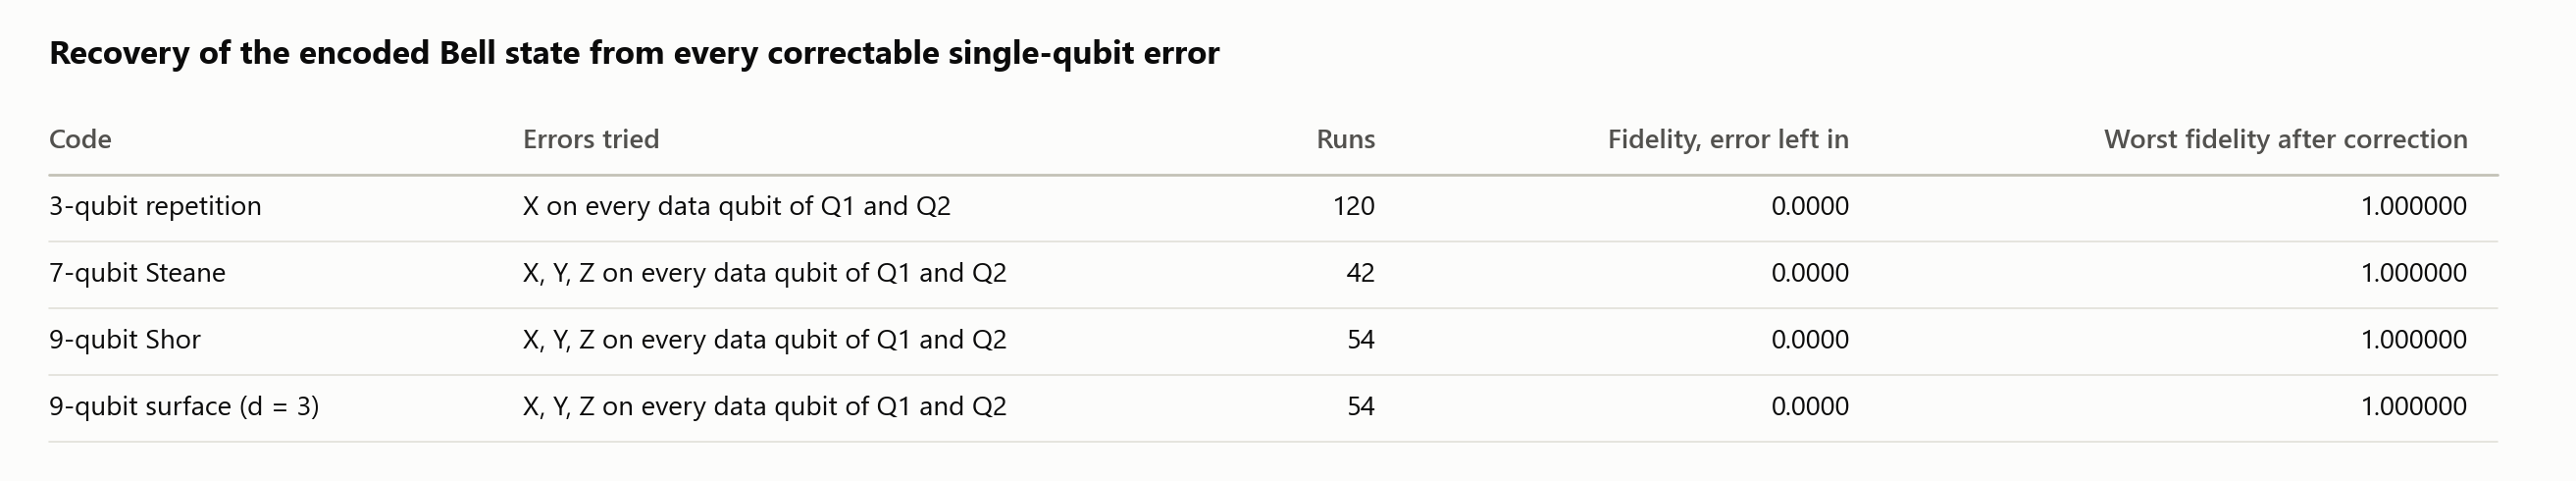 Recovery of the encoded Bell state from every correctable single-qubit error
Code Errors tried Runs Fidelity, error left in Worst fidelity after correction
3-qubit repetition X on every data qubit of Q1 and Q2 120 0.0000 1.000000
7-qubit Steane X, Y, Z on every data qubit of Q1 and Q2 42 0.0000 1.000000
9-qubit Shor X, Y, Z on every data qubit of Q1 and Q2 54 0.0000 1.000000
9-qubit surface (d = 3) X, Y, Z on every data qubit of Q1 and Q2 54 0.0000 1.000000